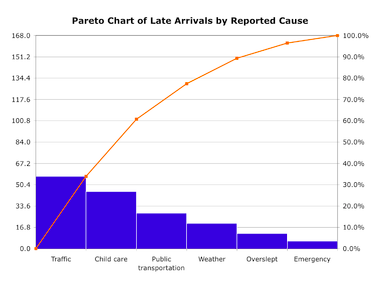 Pareto Chart of Late Arrivals by Reported Cause
168.0
151.2
134.4
117.6
100.8
84.0
67.2
50.4
33.6
16.8
0.0
100.0%
90.0%
80.0%
70.0%
60.0%
50.0%
40.0%
30.0%
20.0%
10.0%
0.0%
Traffic
Child care
Public
transportation
Weather
Overslept
Emergency